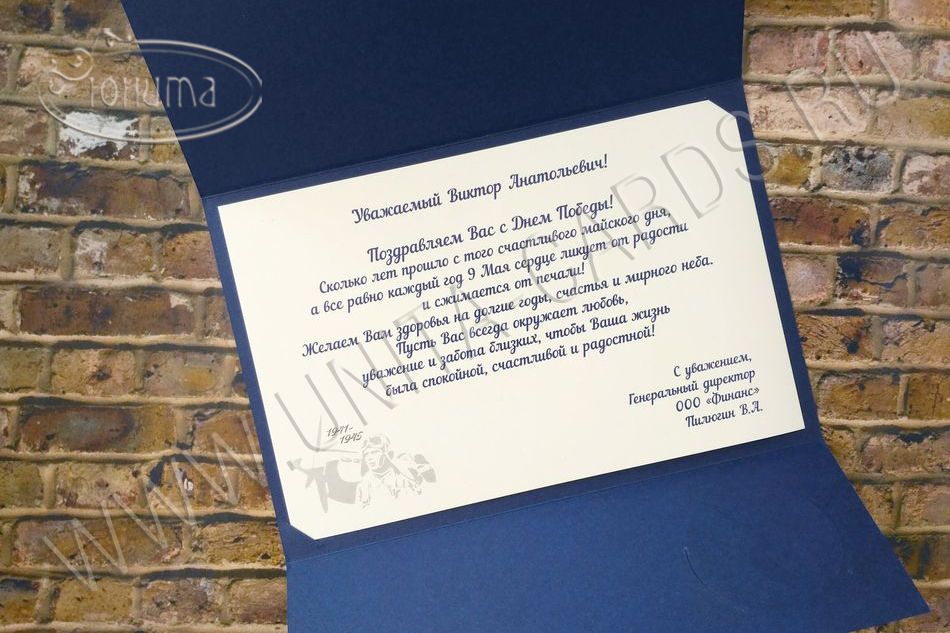 Юнита
Уважаемый Виктор Анатольевич!
Поздравляем Вас с Днем Победы!
Сколько лет прошло с того счастливого майского дня,
а все равно каждый год 9 Мая сердце ликует от радости
и сжимается от печали!
Желаем Вам здоровья на долгие годы, счастья и мирного неба.
Пусть Вас всегда окружает любовь,
уважение и забота близких, чтобы Ваша жизнь
была спокойной, счастливой и радостной!
С уважением,
Генеральный директор
ООО «Финанс»
Пилюгин В.А.
1941-
1945
WWW.UNITA-CARDS.RU